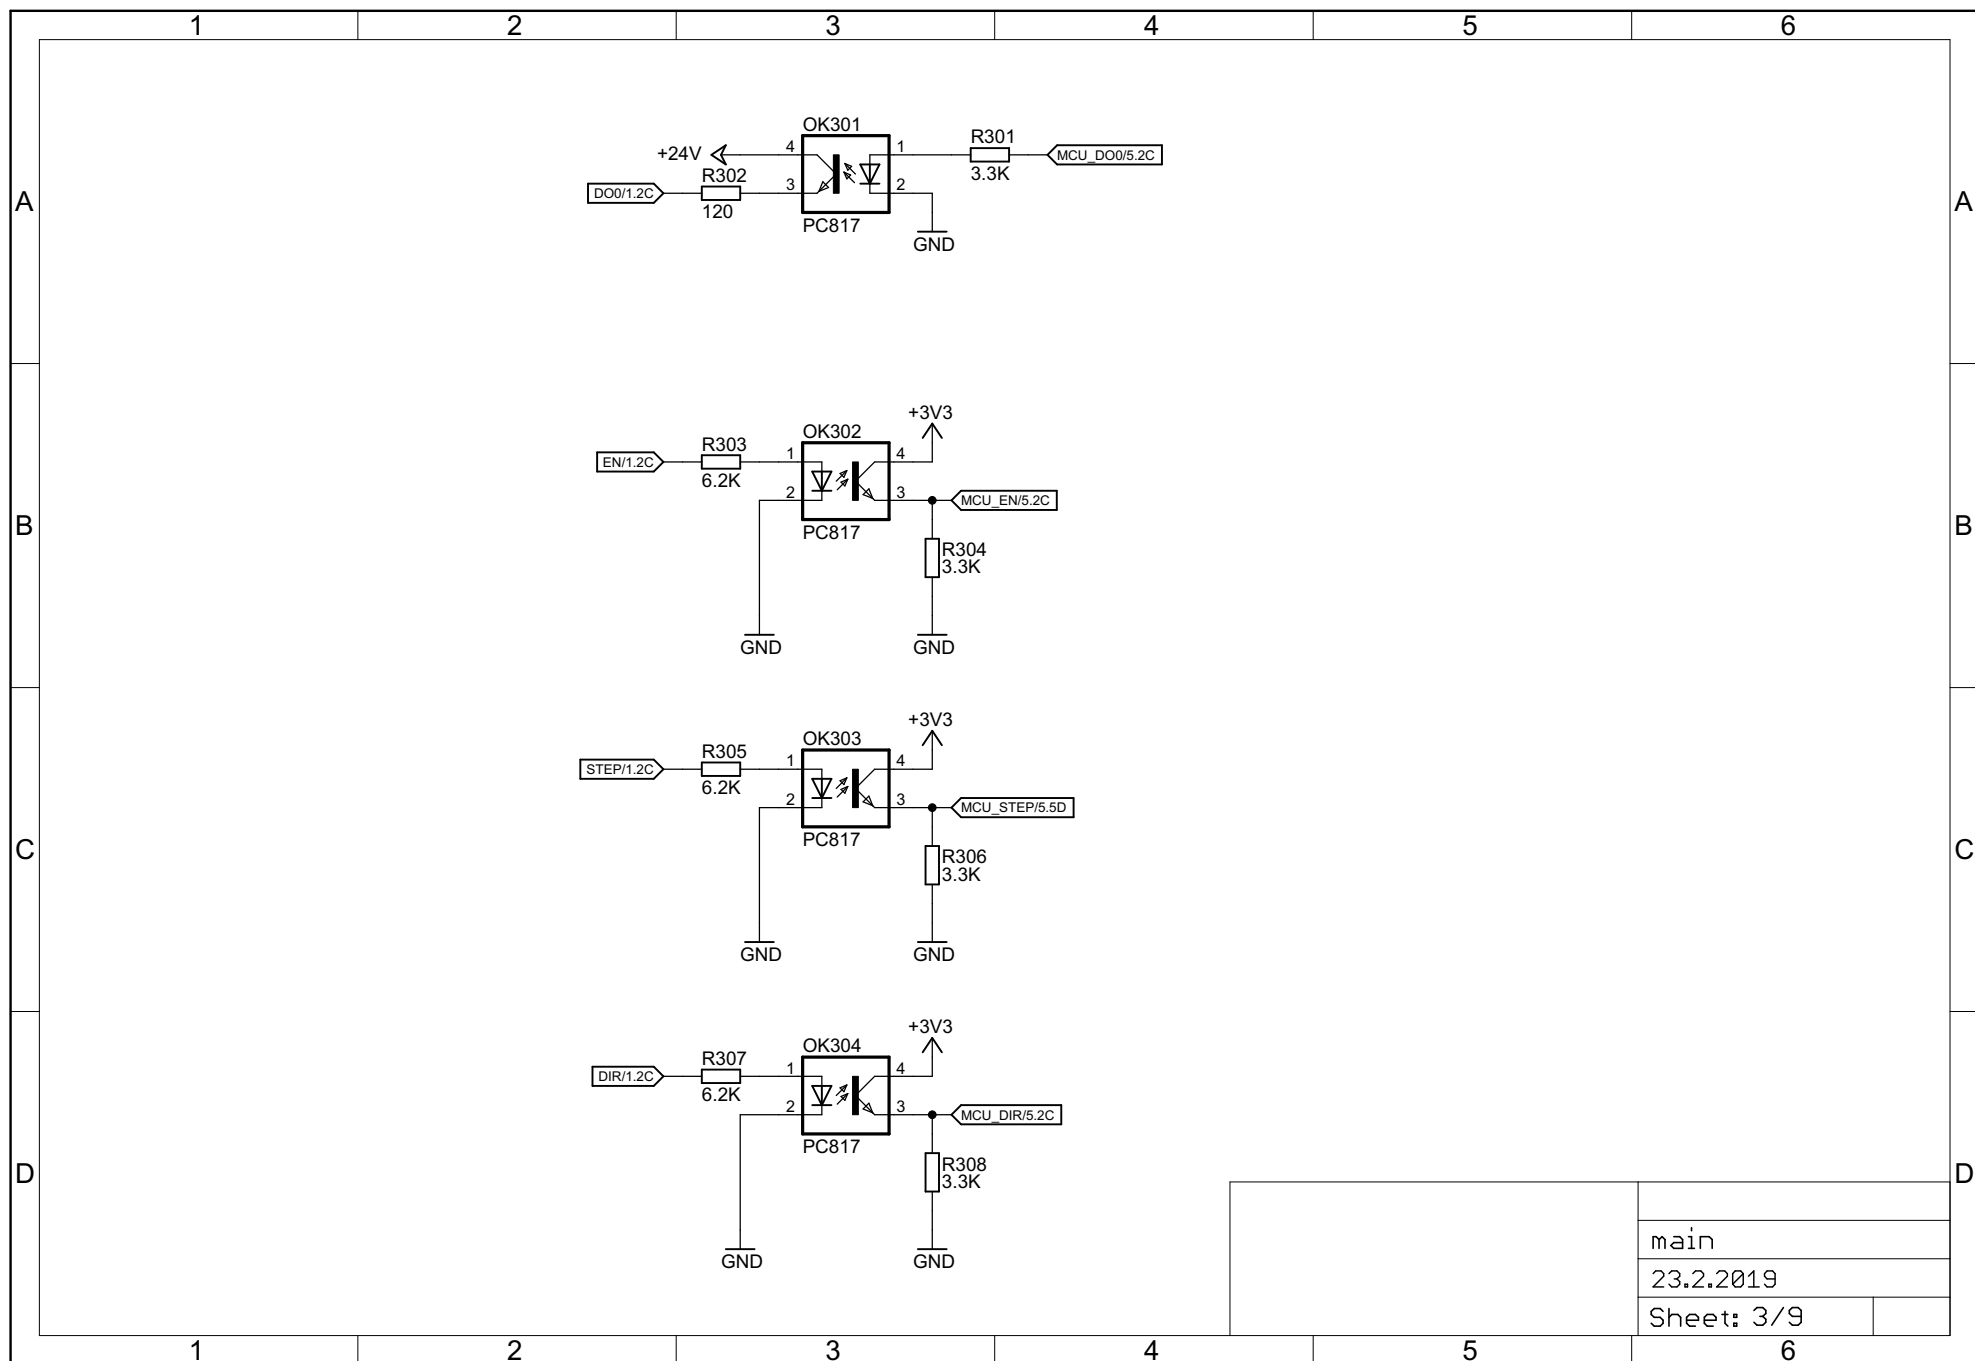 1 2 3 4 5 6
OK301
R301
+24V 4 1 MCU_DO0/5.2C
R302 3.3K
DO0/1.2C 3 2
A A
120
PC817
GND
+3V3
OK302
R303
EN/1.2C 1 4
6.2K
2 3 MCU_EN/5.2C
B B
PC817
R304
3.3K
GND GND
+3V3
OK303
R305
STEP/1.2C 1 4
6.2K
2 3 MCU_STEP/5.5D
PC817
C C
R306
3.3K
GND GND
+3V3
OK304
R307
DIR/1.2C 1 4
6.2K
2 3 MCU_DIR/5.2C
PC817
R308
D D
3.3K
GND GND
main
23.2.2019
Sheet: 3/9
1 2 3 4 5 6